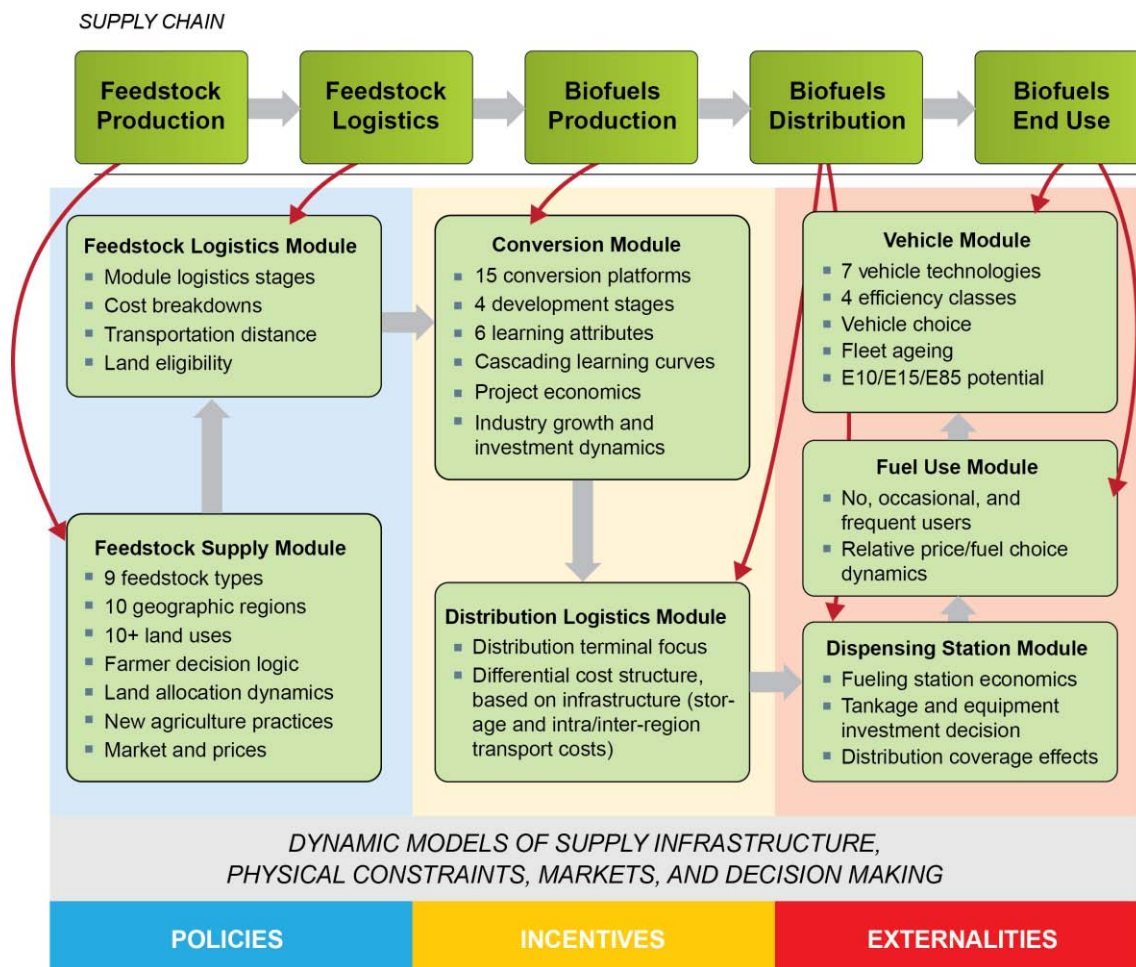 SUPPLY CHAIN
Feedstock
Production
Feedstock
Logistics
Biofuels
Production
Biofuels
Distribution
Biofuels
End Use
Feedstock Logistics Module
Module logistics stages
Cost breakdowns
Transportation distance
Land eligibility
Feedstock Supply Module
9 feedstock types
10 geographic regions
10+ land uses
Farmer decision logic
Land allocation dynamics
New agriculture practices
Market and prices
Conversion Module
15 conversion platforms
4 development stages
6 learning attributes
Cascading learning curves
Project economics
Industry growth and
investment dynamics
Distribution Logistics Module
Distribution terminal focus
Differential cost structure,
based on infrastructure (stor-
age and intra/inter-region
transport costs)
Vehicle Module
7 vehicle technologies
4 efficiency classes
Vehicle choice
Fleet ageing
E10/E15/E85 potential
Fuel Use Module
No, occasional, and
frequent users
Relative price/fuel choice
dynamics
Dispensing Station Module
Fueling station economics
Tankage and equipment
investment decision
Distribution coverage effects
DYNAMIC MODELS OF SUPPLY INFRASTRUCTURE,
PHYSICAL CONSTRAINTS, MARKETS, AND DECISION MAKING
POLICIES
INCENTIVES
EXTERNALITIES